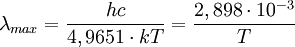 λ_max = hc / (4,9651 · kT) = 2,898 · 10⁻³ / T